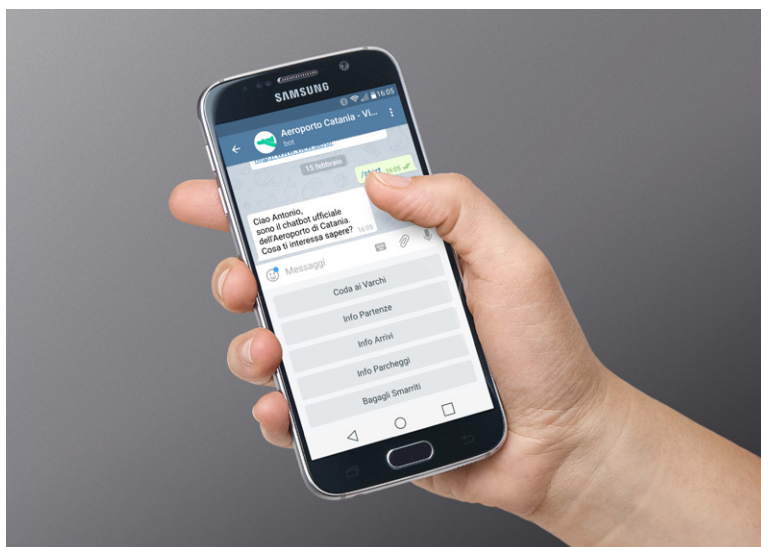 SAMSUNG
16:05
Aeroporto Catania - Vi...
bot
15 febbraio
/start 16:05
Ciao Antonio,
sono il chatbot ufficiale
dell'Aeroporto di Catania.
Cosa ti interessa sapere? 16:05
Messaggi
Coda ai Varchi
Info Partenze
Info Arrivi
Info Parcheggi
Bagagli Smarriti